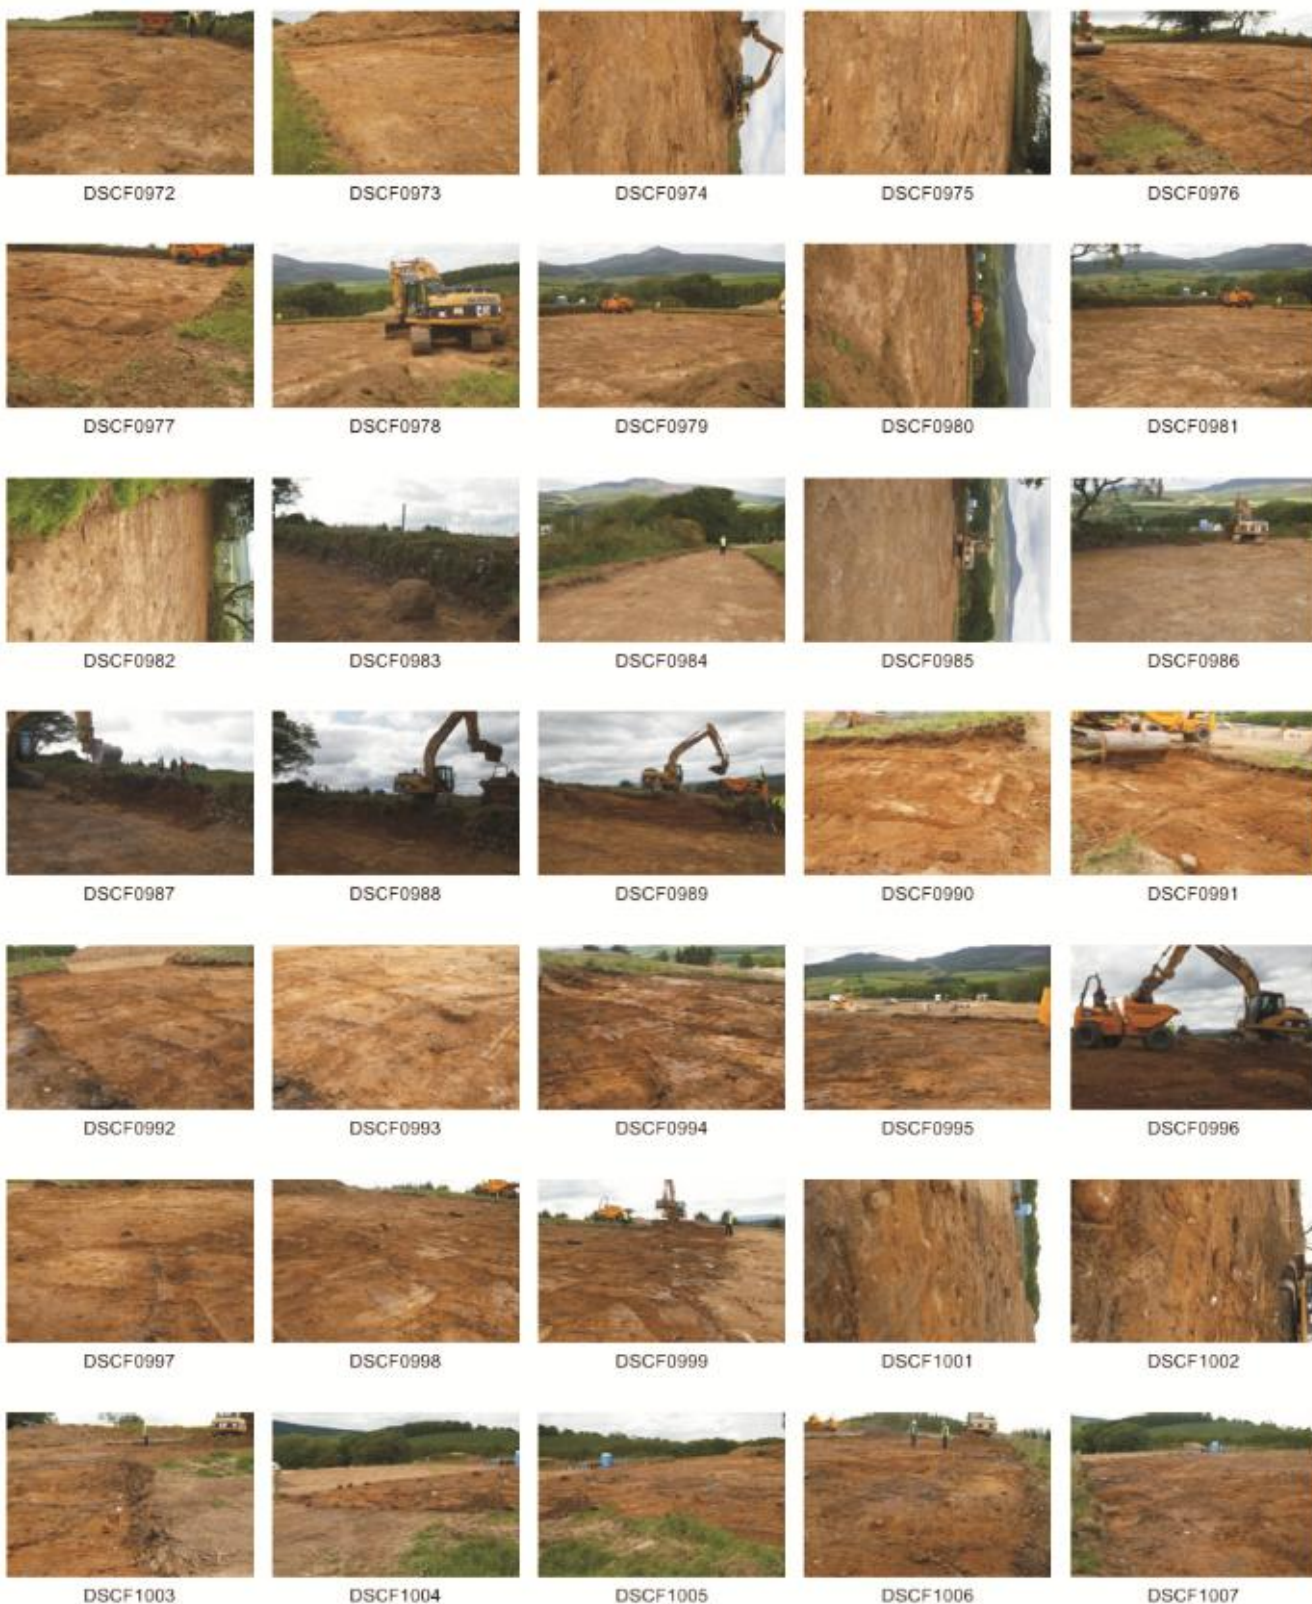 DSCF0972 DSCF0973 DSCF0974 DSCF0975 DSCF0976
DSCF0977 DSCF0978 DSCF0979 DSCF0980 DSCF0981
DSCF0982 DSCF0983 DSCF0984 DSCF0985 DSCF0986
DSCF0987 DSCF0988 DSCF0989 DSCF0990 DSCF0991
DSCF0992 DSCF0993 DSCF0994 DSCF0995 DSCF0996
DSCF0997 DSCF0998 DSCF0999 DSCF1001 DSCF1002
DSCF1003 DSCF1004 DSCF1005 DSCF1006 DSCF1007